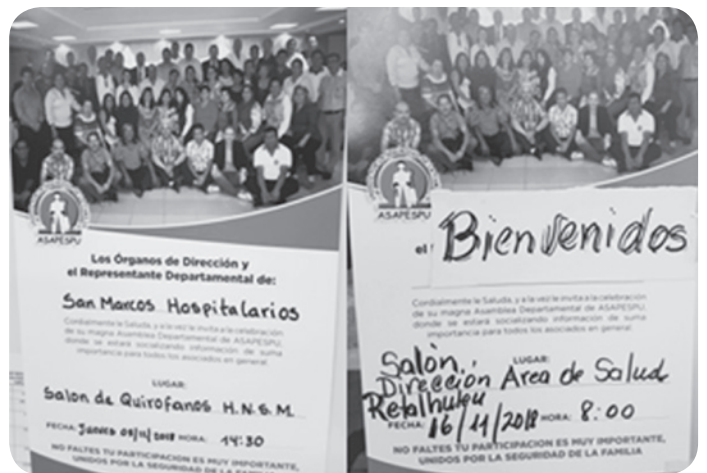 ASAPESPU
Los Órganos de Dirección y
el Representante Departamental de:
San Marcos Hospitalarios
Cordialmente le Saluda, y a la vez le invita a la celebración
de su magna Asamblea Departamental de ASAPESPU,
donde se estará socializando información de suma
importancia para todos los asociados en general.
LUGAR:
Salon de Quirofanos H.N.S.M.
FECHA: Jueves 08/11/2018 HORA: 14:30
NO FALTES TU PARTICIPACION ES MUY IMPORTANTE,
UNIDOS POR LA SEGURIDAD DE LA FAMILIA
ASAPESPU
el
Bienvenidos
Cordialmente le Saluda, y a la vez le invita a la celebración
de su magna Asamblea Departamental de ASAPESPU,
donde se estará socializando información de suma
importancia para todos los asociados en general.
LUGAR:
Salón,
Dirección Area de Salud
Retalhuleu
FECHA: 16/11/2018 HORA: 8:00
NO FALTES TU PARTICIPACION ES MUY IMPORTANTE,
UNIDOS POR LA SEGURIDAD DE LA FAMILIA